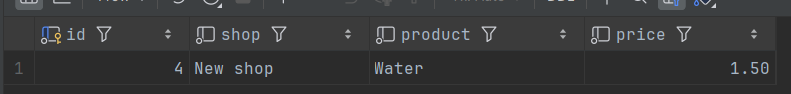 id shop product price
1 4 New shop Water 1.50